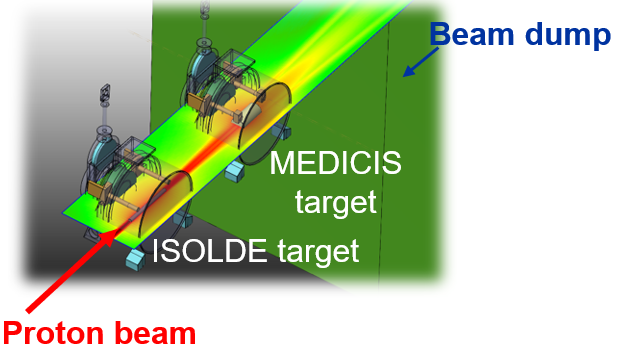 Beam dump
MEDICIS
target
ISOLDE target
Proton beam